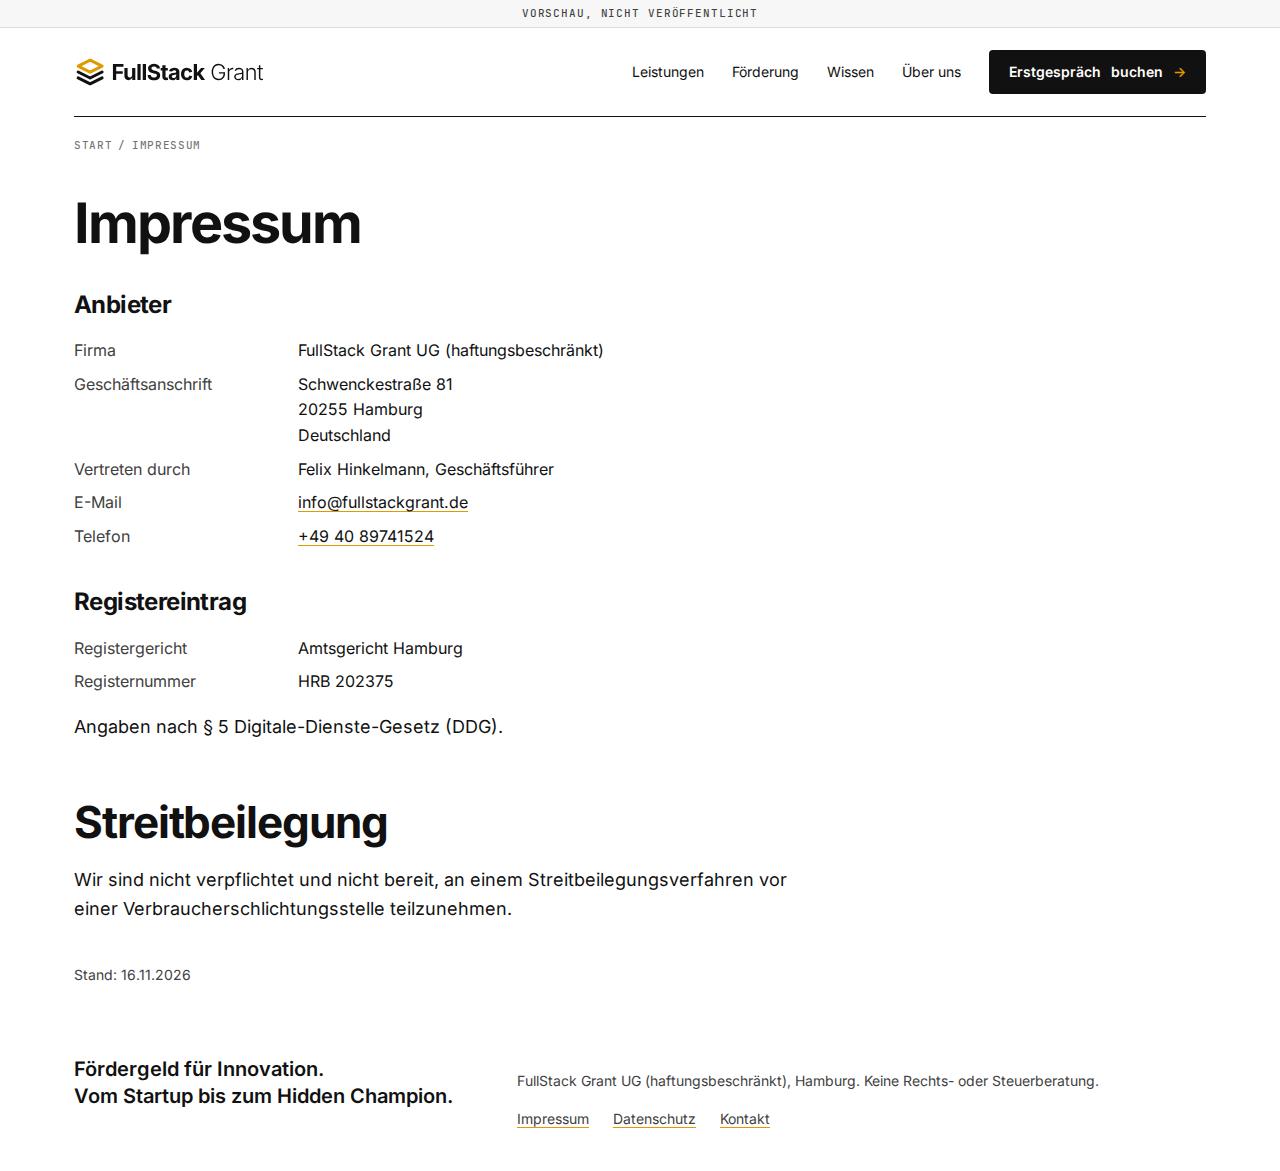 VORSCHAU, NICHT VERÖFFENTLICHT
FullStack Grant
Leistungen
Förderung
Wissen
Über uns
Erstgespräch buchen →
START / IMPRESSUM
Impressum
Anbieter
Firma
FullStack Grant UG (haftungsbeschränkt)
Geschäftsanschrift
Schwenckestraße 81
20255 Hamburg
Deutschland
Vertreten durch
Felix Hinkelmann, Geschäftsführer
E-Mail
info@fullstackgrant.de
Telefon
+49 40 89741524
Registereintrag
Registergericht
Amtsgericht Hamburg
Registernummer
HRB 202375
Angaben nach § 5 Digitale-Dienste-Gesetz (DDG).
Streitbeilegung
Wir sind nicht verpflichtet und nicht bereit, an einem Streitbeilegungsverfahren vor
einer Verbraucherschlichtungsstelle teilzunehmen.
Stand: 16.11.2026
Fördergeld für Innovation.
Vom Startup bis zum Hidden Champion.
FullStack Grant UG (haftungsbeschränkt), Hamburg. Keine Rechts- oder Steuerberatung.
Impressum
Datenschutz
Kontakt